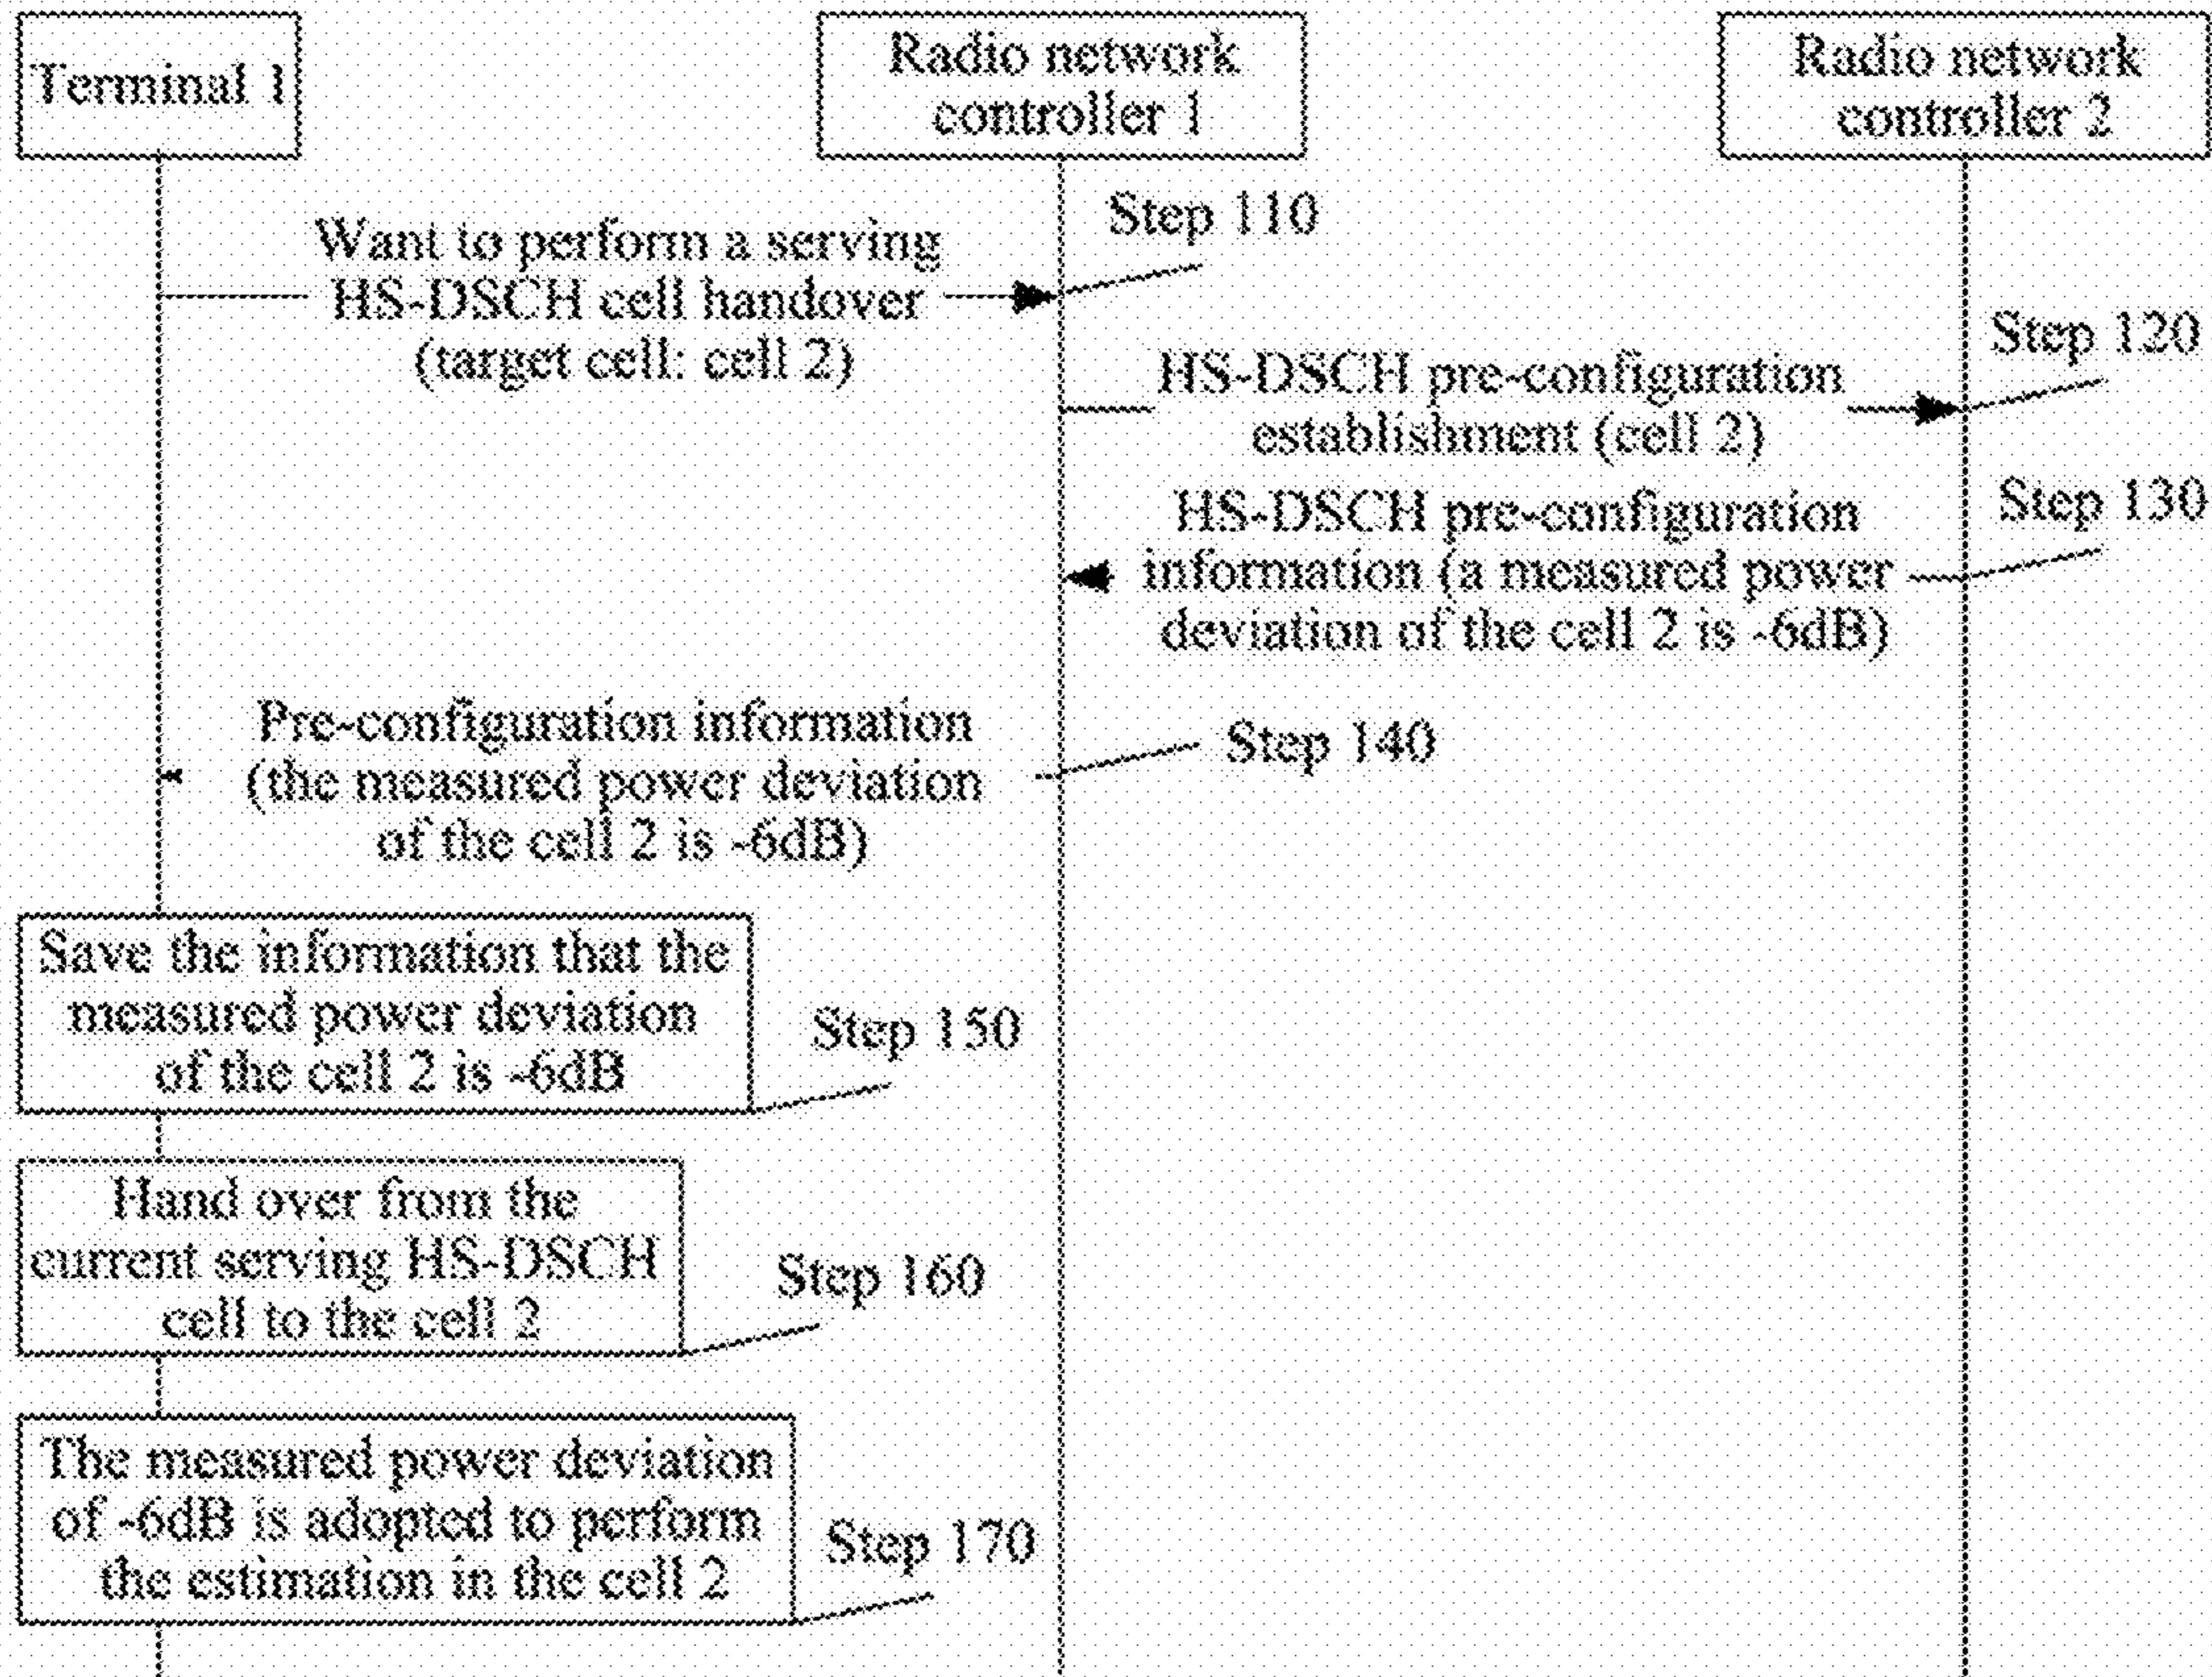 Terminal 1
Radio network
controller 1
Radio network
controller 2
Step 110
Want to perform a serving
HS-DSCH cell handover
(target cell: cell 2)
Step 120
HS-DSCH pre-configuration
establishment (cell 2)
Step 130
HS-DSCH pre-configuration
information (a measured power
deviation of the cell 2 is -6dB)
Pre-configuration information
(the measured power deviation
of the cell 2 is -6dB)
Step 140
Save the information that the
measured power deviation
of the cell 2 is -6dB
Step 150
Hand over from the
current serving HS-DSCH
cell to the cell 2
Step 160
The measured power deviation
of -6dB is adopted to perform
the estimation in the cell 2
Step 170